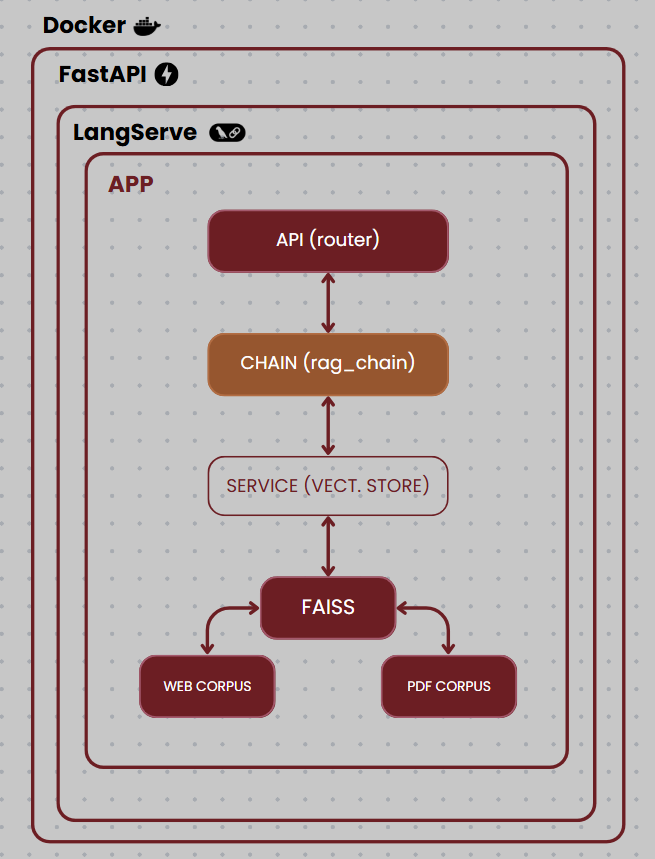 Docker
FastAPI
LangServe
APP
API (router)
CHAIN (rag_chain)
SERVICE (VECT. STORE)
FAISS
WEB CORPUS
PDF CORPUS